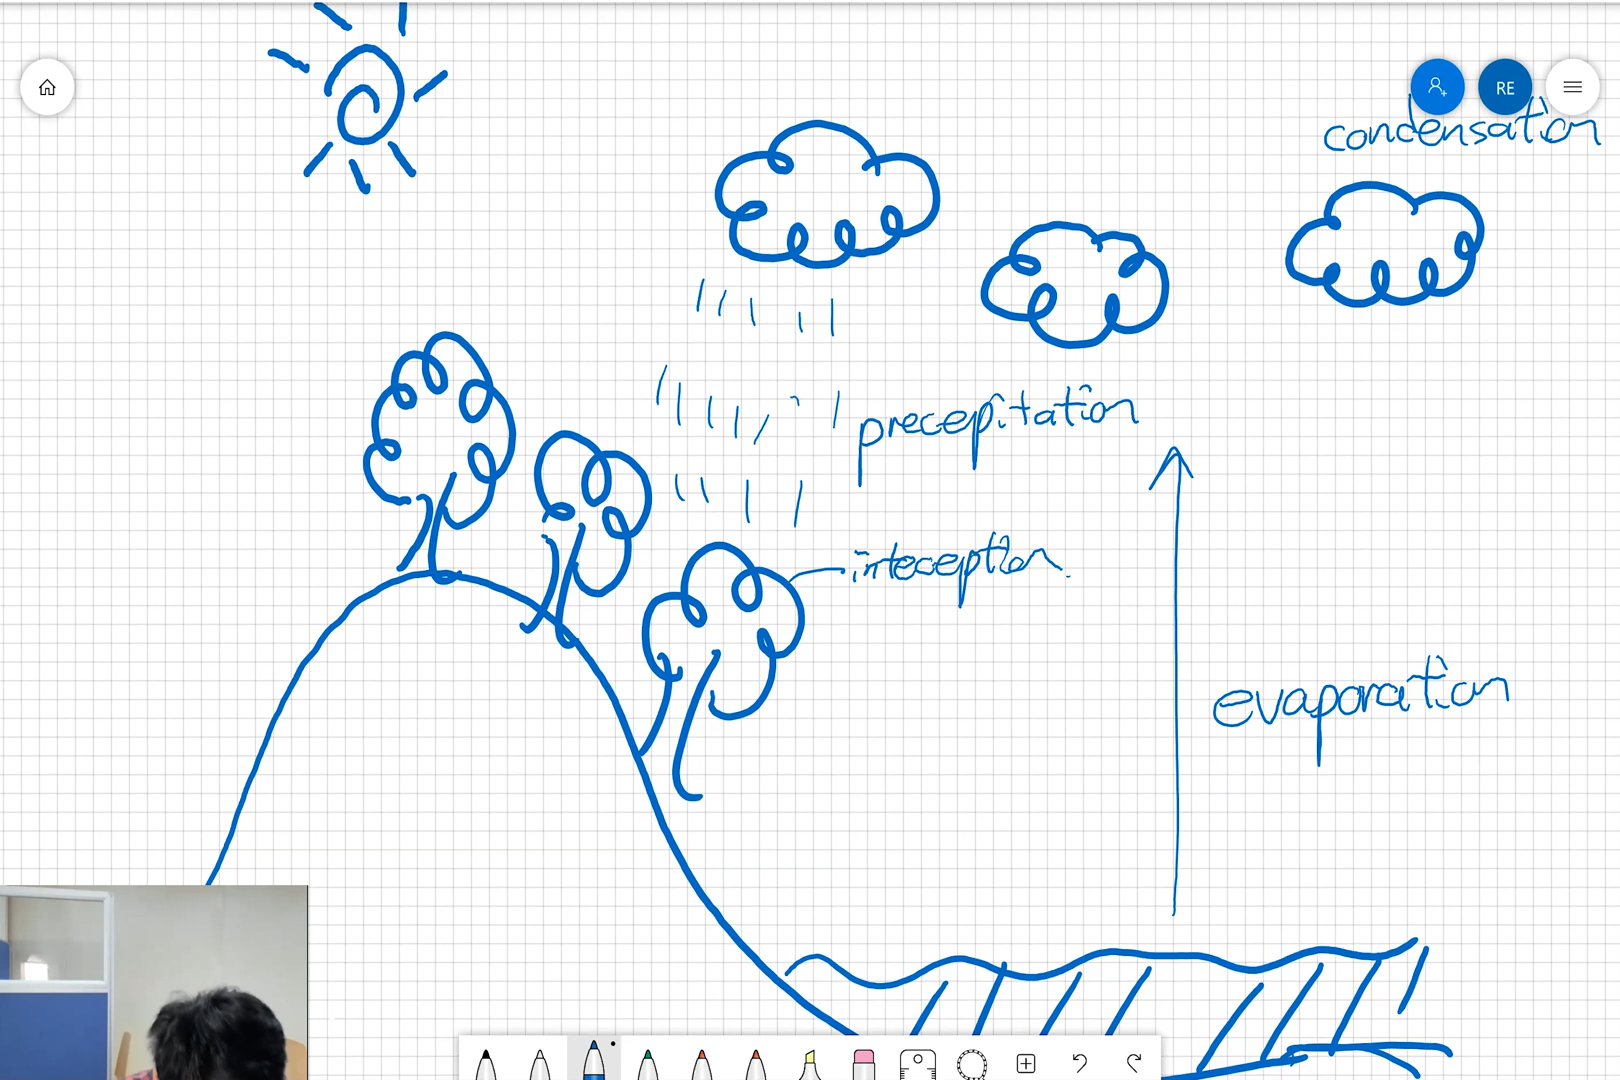 RE
condensation
precepitation
inteception
evaporation